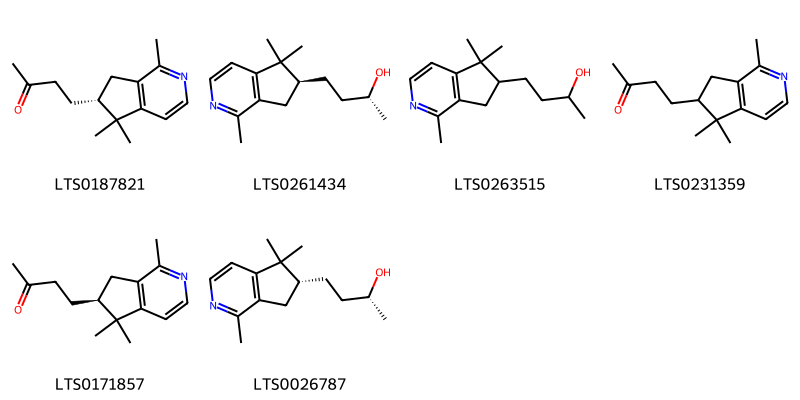 N
O
OH
N
OH
N
N
O
LTS0187821
LTS0261434
LTS0263515
LTS0231359
N
O
OH
N
LTS0171857
LTS0026787